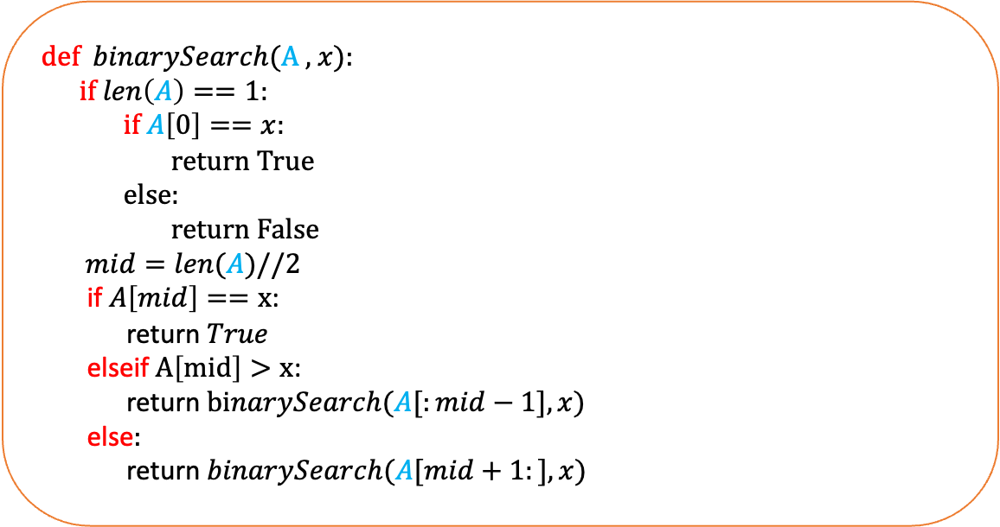 def binarySearch(A , x):
if len(A) == 1:
if A[0] == x:
return True
else:
return False
mid = len(A)//2
if A[mid] == x:
return True
elseif A[mid] > x:
return binarySearch(A[: mid − 1], x)
else:
return binarySearch(A[mid + 1: ], x)